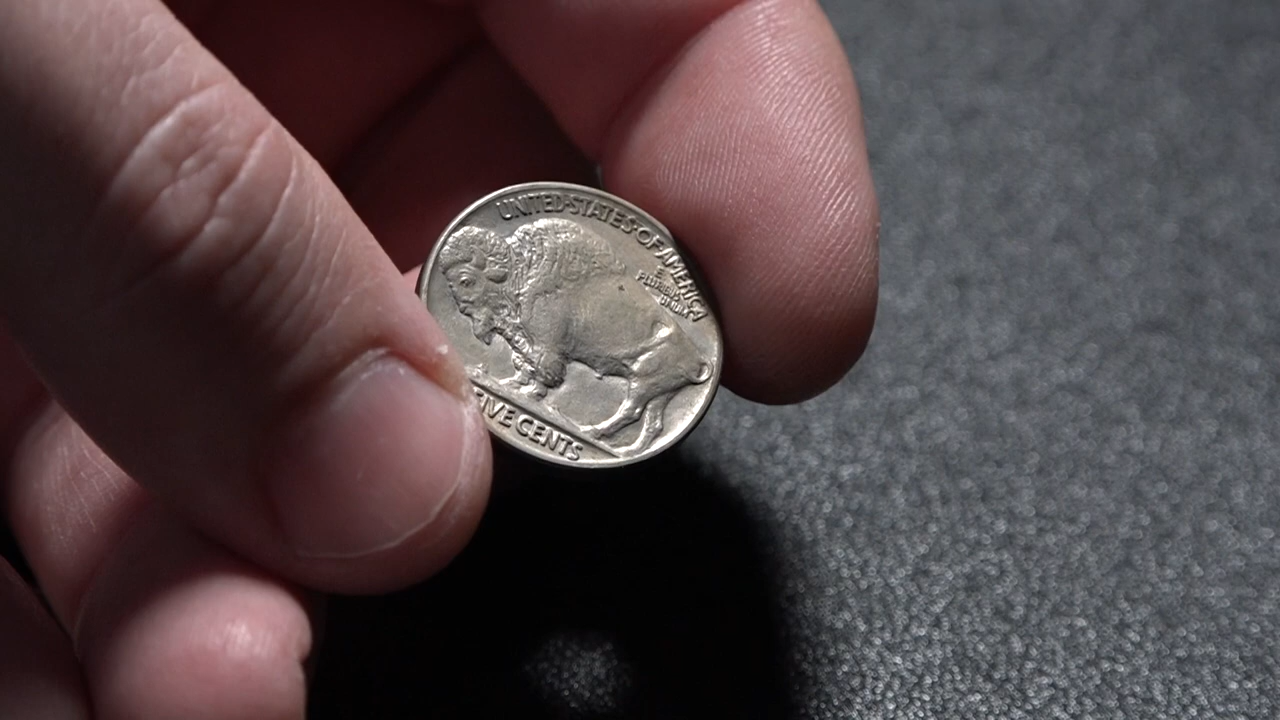 UNITED·STATES·OF·AMERICA
E
PLURIBUS
UNUM
FIVE CENTS